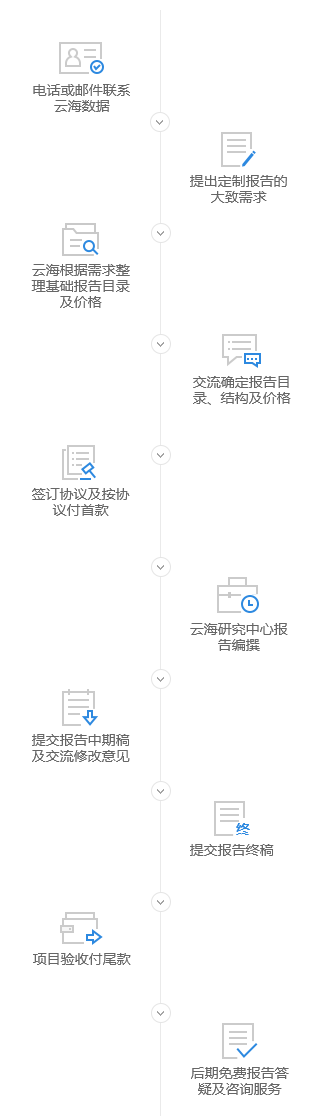 电话或邮件联系
云海数据
提出定制报告的
大致需求
云海根据需求整
理基础报告目录
及价格
交流确定报告目
录、结构及价格
签订协议及按协
议付首款
云海研究中心报
告编撰
提交报告中期稿
及交流修改意见
终
提交报告终稿
项目验收付尾款
后期免费报告答
疑及咨询服务